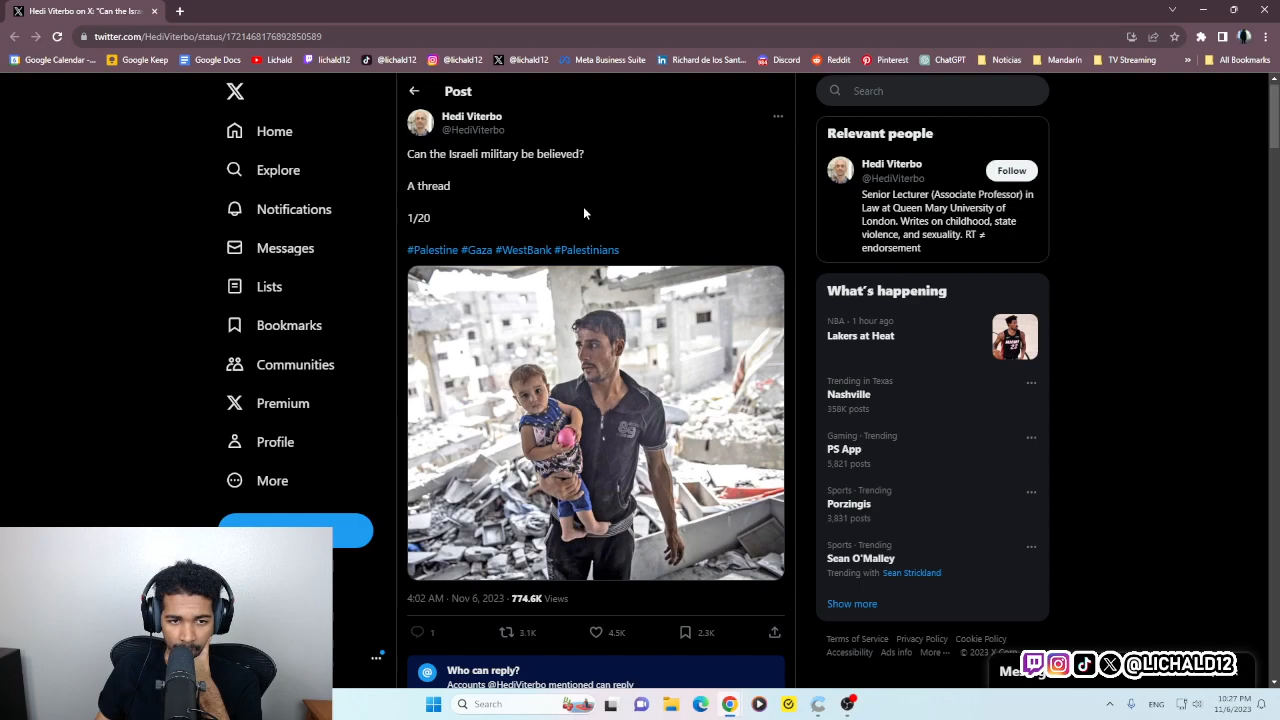 Hedi Viterbo on X: "Can the Isra
twitter.com/HediViterbo/status/1721468176892850589
Google Calendar -... Google Keep Google Docs Lichald lichald12 @lichald12 @lichald12 @lichald12 Meta Business Suite Richard de los Sant... Discord Reddit Pinterest ChatGPT Noticias Mandarín TV Streaming » All Bookmarks
Home
Explore
Notifications
Messages
Lists
Bookmarks
Communities
Premium
Profile
More
Post
Hedi Viterbo
@HediViterbo
Can the Israeli military be believed?
A thread
1/20
#Palestine #Gaza #WestBank #Palestinians
4:02 AM · Nov 6, 2023 · 774.6K Views
1 3.1K 4.5K 2.3K
Who can reply?
Accounts @HediViterbo mentioned can reply
Search
Relevant people
Hedi Viterbo
@HediViterbo
Follow
Senior Lecturer (Associate Professor) in
Law at Queen Mary University of
London. Writes on childhood, state
violence, and sexuality. RT ≠
endorsement
What's happening
NBA · 1 hour ago
Lakers at Heat
Trending in Texas
Nashville
358K posts
Gaming · Trending
PS App
5,821 posts
Sports · Trending
Porzingis
3,831 posts
Sports · Trending
Sean O'Malley
Trending with Sean Strickland
Show more
Terms of Service Privacy Policy Cookie Policy
Accessibility Ads info More ··· © 2023 X Corp.
@LICHALD12
Search
ENG
10:27 PM
11/6/2023